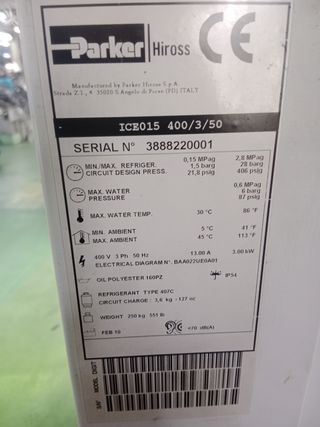 Parker Hiross CE
Manufactured by Parker Hiross S.p.A.
Strada Z.I., 4 35020 S.Angelo di Piove (PD) ITALY
ICE015 400/3/50
SERIAL N° 3888220001
MIN./MAX. REFRIGER. CIRCUIT DESIGN PRESS. 0,15 MPag 2,8 MPag
1,5 barg 28 barg
21,8 psig 406 psig
MAX. WATER PRESSURE 0,6 MPag
6 barg
87 psig
MAX. WATER TEMP. 30 °C 86 °F
MIN. AMBIENT 5 °C 41 °F
MAX. AMBIENT 45 °C 113 °F
400 V 3 Ph 50 Hz 13.00 A 3.00 kW
ELECTRICAL DIAGRAM N°. BAA022UE0A01
OIL POLYESTER 160PZ IP54
REFRIGERANT TYPE 407C
CIRCUIT CHARGE : 3,6 kg -127 oz
WEIGHT 250 kg 551 lb
FEB 10 <70 dB(A)
S/N MODEL DIGIT